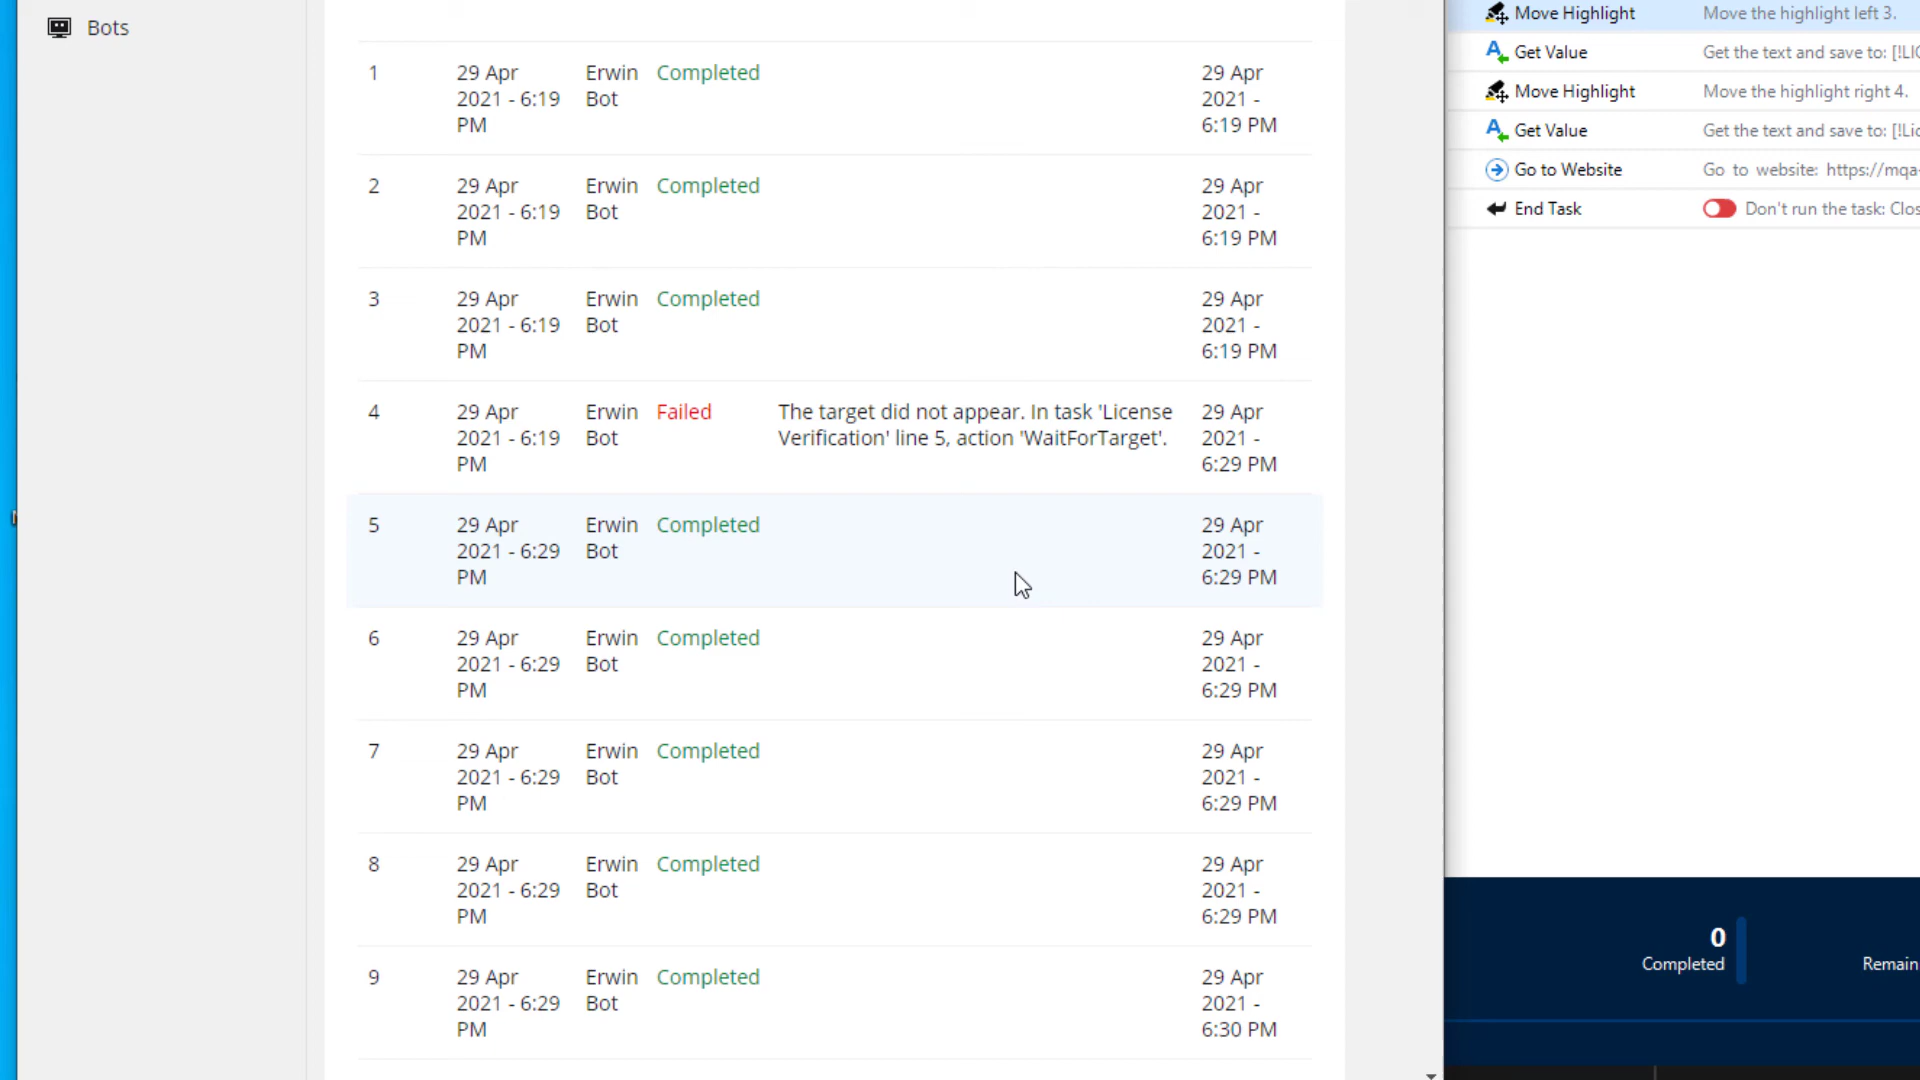 Bots
1 29 Apr Erwin Completed 29 Apr
2021 - 6:19 Bot 2021 -
PM 6:19 PM
2 29 Apr Erwin Completed 29 Apr
2021 - 6:19 Bot 2021 -
PM 6:19 PM
3 29 Apr Erwin Completed 29 Apr
2021 - 6:19 Bot 2021 -
PM 6:19 PM
4 29 Apr Erwin Failed The target did not appear. In task 'License 29 Apr
2021 - 6:19 Bot Verification' line 5, action 'WaitForTarget'. 2021 -
PM 6:29 PM
5 29 Apr Erwin Completed 29 Apr
2021 - 6:29 Bot 2021 -
PM 6:29 PM
6 29 Apr Erwin Completed 29 Apr
2021 - 6:29 Bot 2021 -
PM 6:29 PM
7 29 Apr Erwin Completed 29 Apr
2021 - 6:29 Bot 2021 -
PM 6:29 PM
8 29 Apr Erwin Completed 29 Apr
2021 - 6:29 Bot 2021 -
PM 6:29 PM
9 29 Apr Erwin Completed 29 Apr
2021 - 6:29 Bot 2021 -
PM 6:30 PM
Move Highlight Move the highlight left 3.
Get Value Get the text and save to: [!LIC
Move Highlight Move the highlight right 4.
Get Value Get the text and save to: [!Lic
Go to Website Go to website: https://mqa-
End Task Don't run the task: Clos
0
Completed Remain